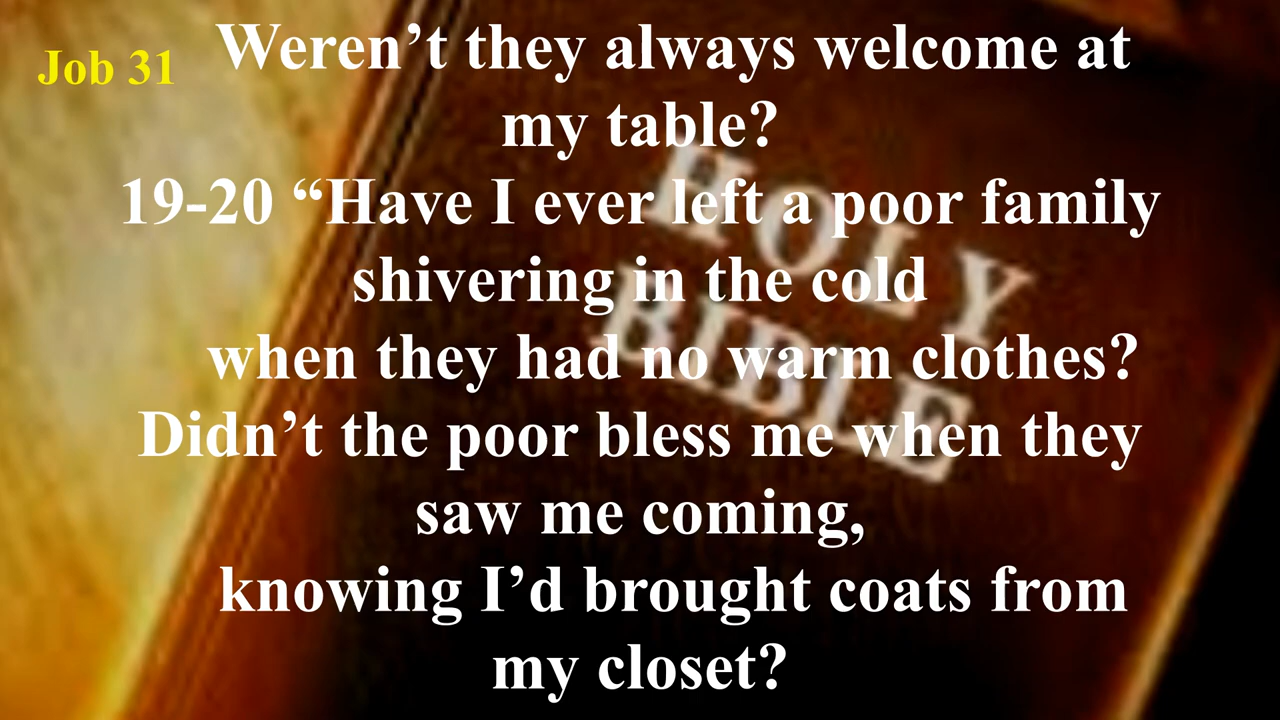 Job 31
Weren’t they always welcome at
my table?
19-20 “Have I ever left a poor family
shivering in the cold
when they had no warm clothes?
Didn’t the poor bless me when they
saw me coming,
knowing I’d brought coats from
my closet?
HOLY
BIBLE